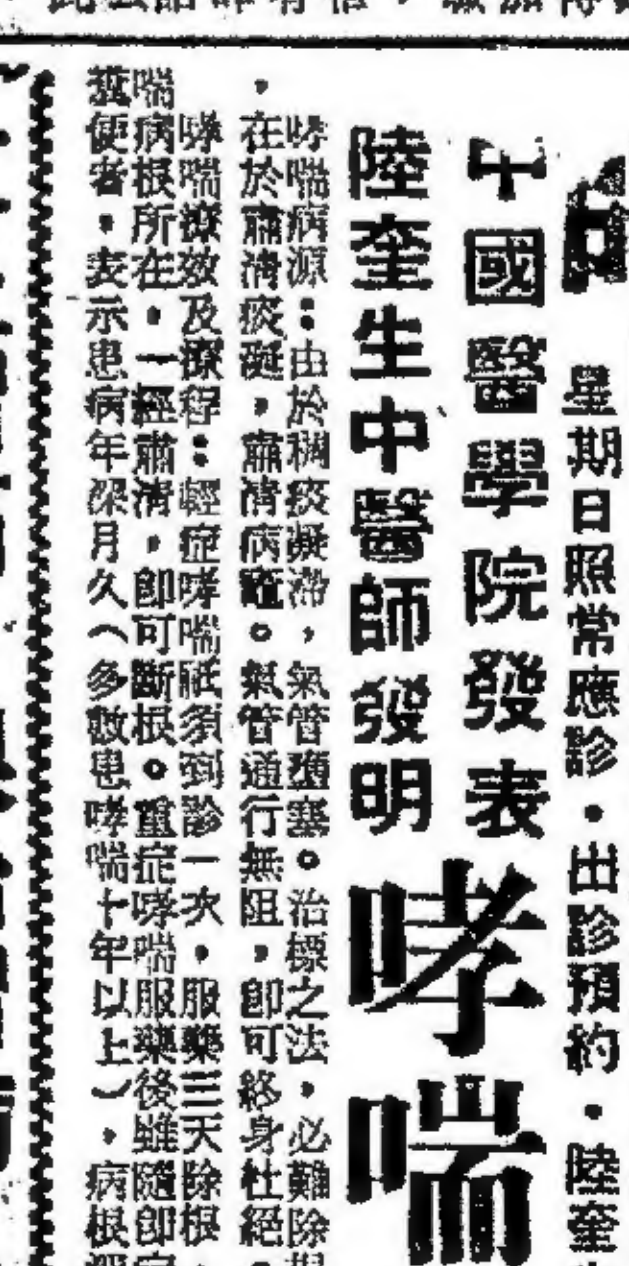 星期日照常應診．出診預約．陸奎
中國醫學院發表
陸奎生中醫師發明
哮喘
哮喘病源：由於稠痰凝滯，氣管壅塞。治標之法，必難除根
，在於肅清痰涎，肅清病竈。氣管通行無阻，即可終身杜絕。
哮喘療效及療程：輕症哮喘祇須到診一次，服藥三天除根，
喘病根所在，一經肅清，即可斷根。重症哮喘服藥後雖隨即
便者，表示患病年深月久（多數患哮喘十年以上），病根